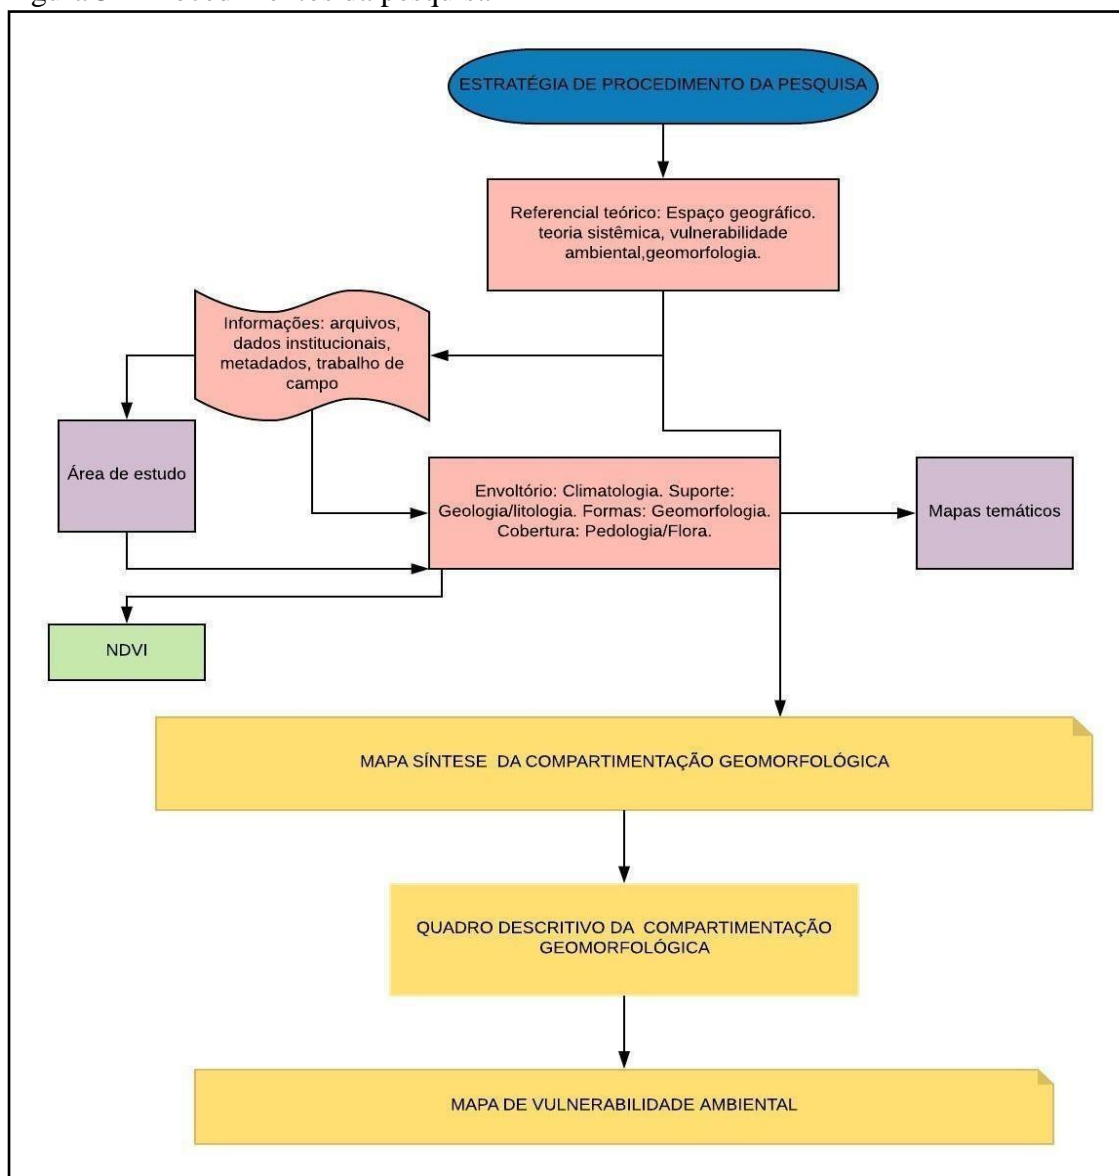 ESTRATÉGIA DE PROCEDIMENTO DA PESQUISA
Referencial teórico: Espaço geográfico.
teoria sistêmica, vulnerabilidade
ambiental,geomorfologia.
Informações: arquivos,
dados institucionais,
metadados, trabalho de
campo
Área de estudo
Envoltório: Climatologia. Suporte:
Geologia/litologia. Formas: Geomorfologia.
Cobertura: Pedologia/Flora.
Mapas temáticos
NDVI
MAPA SÍNTESE DA COMPARTIMENTAÇÃO GEOMORFOLÓGICA
QUADRO DESCRITIVO DA COMPARTIMENTAÇÃO
GEOMORFOLÓGICA
MAPA DE VULNERABILIDADE AMBIENTAL